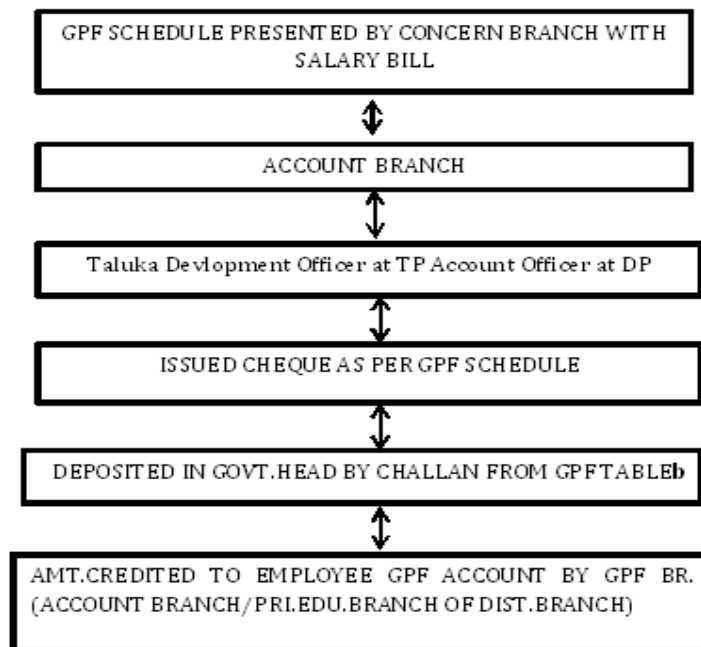 GPF SCHEDULE PRESENTED BY CONCERN BRANCH WITH
SALARY BILL
ACCOUNT BRANCH
Taluka Devlopment Officer at TP Account Officer at DP
ISSUED CHEQUE AS PER GPF SCHEDULE
DEPOSITED IN GOVT.HEAD BY CHALLAN FROM GPF TABLEb
AMT.CREDITED TO EMPLOYEE GPF ACCOUNT BY GPF BR.
(ACCOUNT BRANCH/PRI.EDU.BRANCH OF DIST.BRANCH)